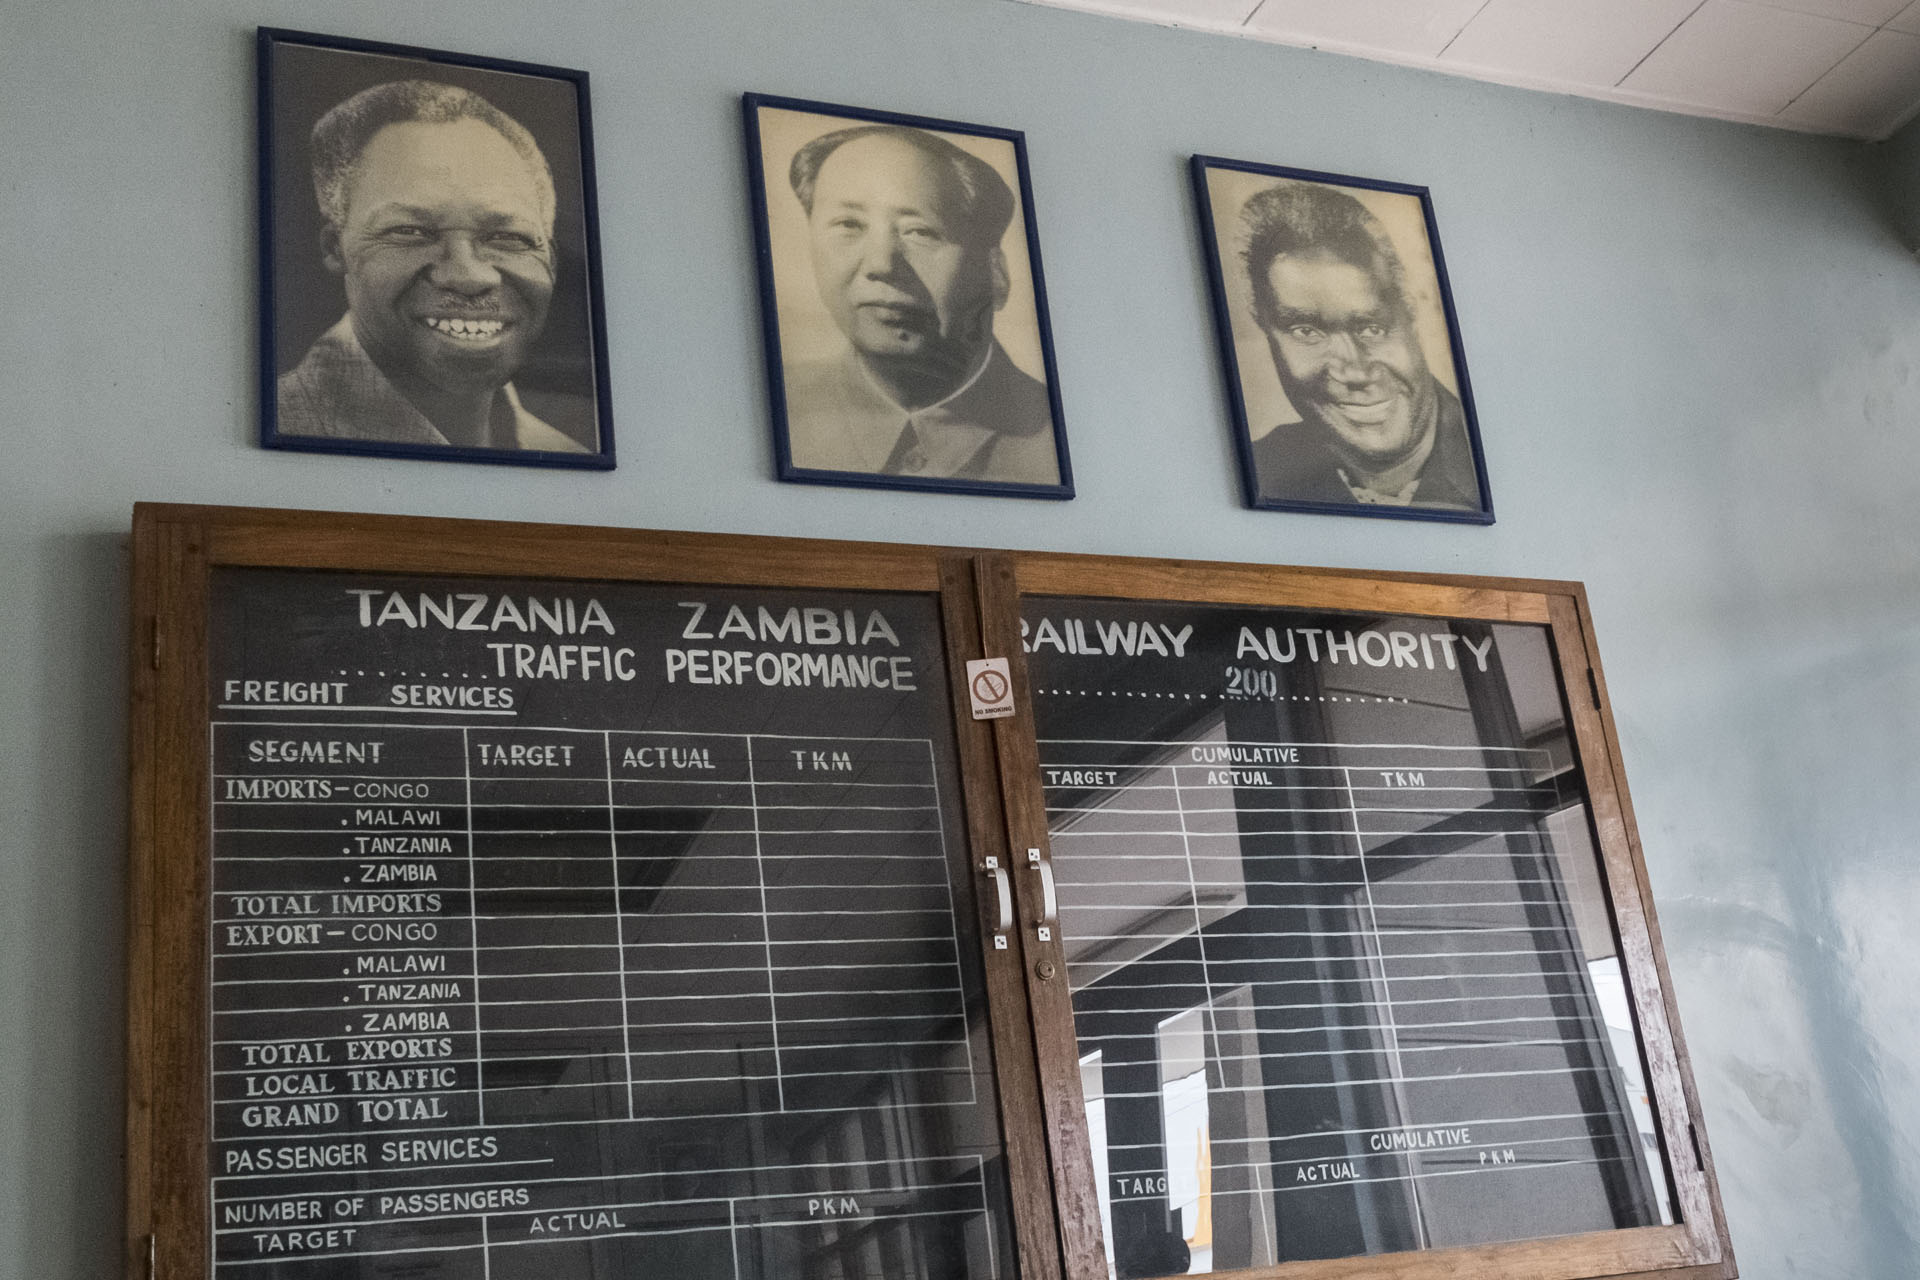 TANZANIA ZAMBIA RAILWAY AUTHORITY
........TRAFFIC PERFORMANCE ............200............
NO SMOKING
FREIGHT SERVICES
CUMULATIVE
SEGMENT TARGET ACTUAL TKM TARGET ACTUAL TKM
IMPORTS - CONGO
. MALAWI
. TANZANIA
. ZAMBIA
TOTAL IMPORTS
EXPORT - CONGO
. MALAWI
. TANZANIA
. ZAMBIA
TOTAL EXPORTS
LOCAL TRAFFIC
GRAND TOTAL
PASSENGER SERVICES
CUMULATIVE
NUMBER OF PASSENGERS PKM TARG ACTUAL PKM
TARGET ACTUAL